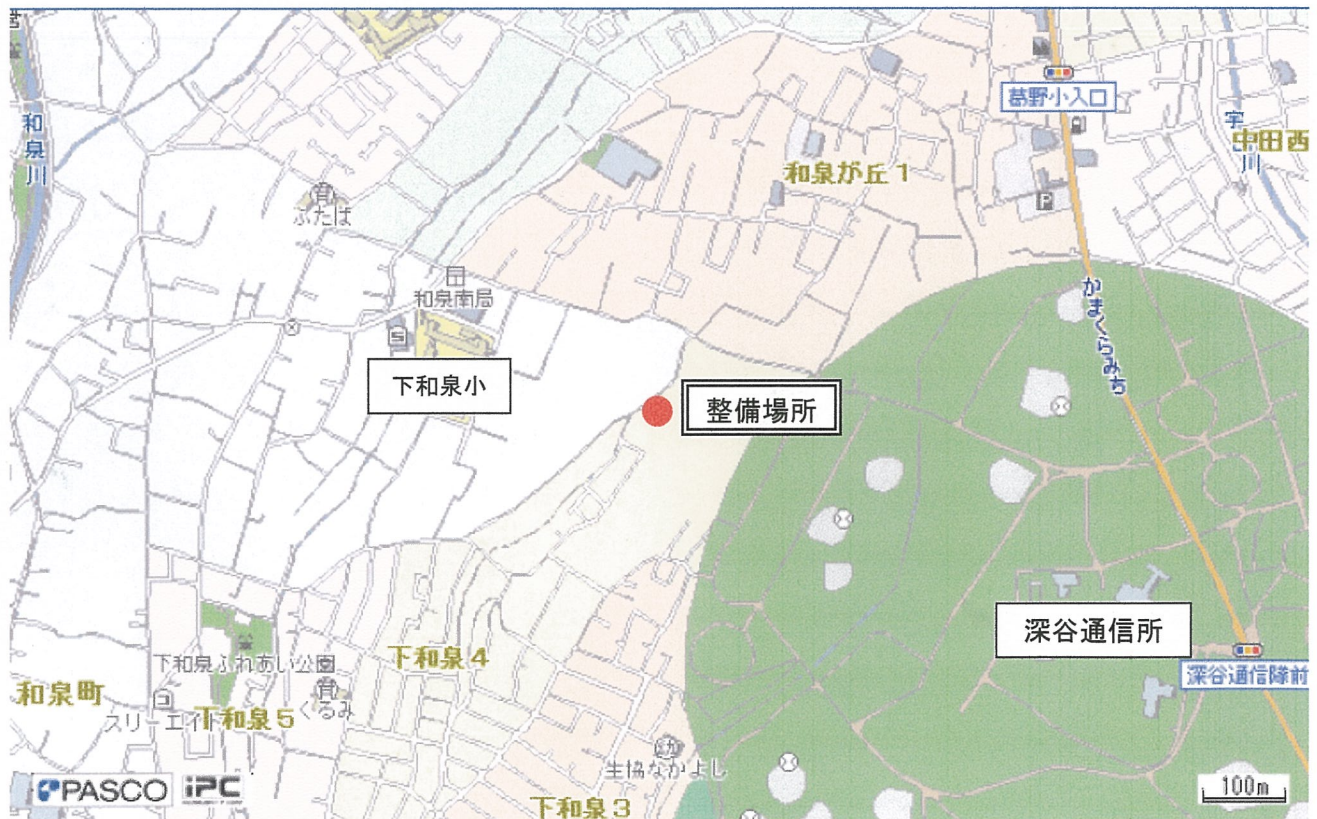 和泉川
葛野小入口
宇田川
中田西
和泉が丘1
ふたば
P
かまくらみち
和泉南局
S
下和泉小
整備場所
深谷通信所
下和泉ふれあい公園
下和泉4
深谷通信隊前
和泉町
スリーエイト
下和泉5
くるみ
生協なかよし
PASCO iPC
下和泉3
100m